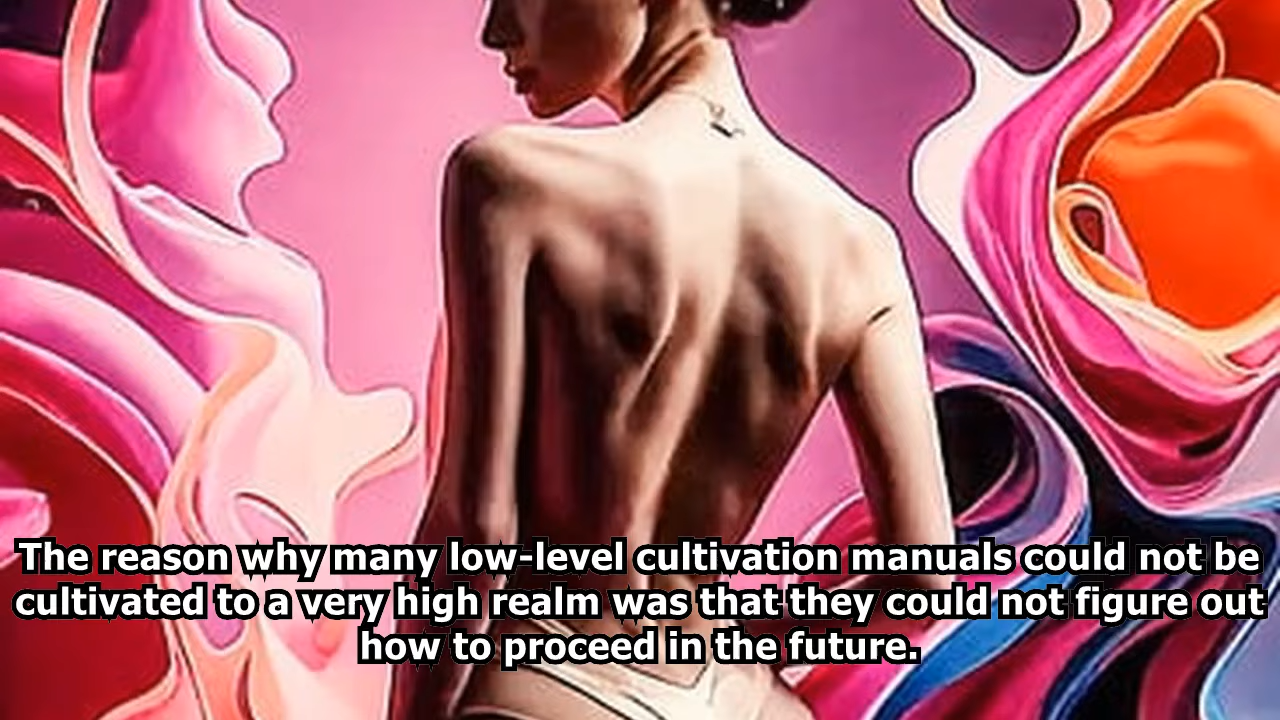 The reason why many low-level cultivation manuals could not be
cultivated to a very high realm was that they could not figure out
how to proceed in the future.